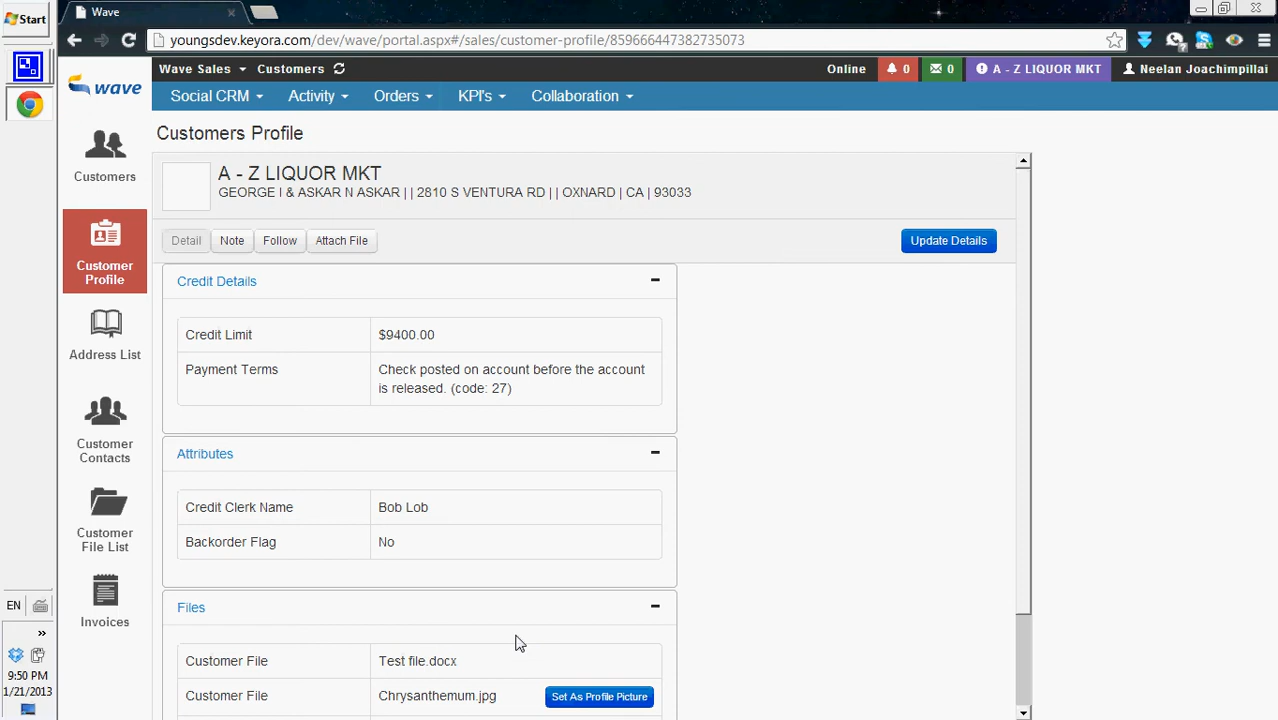 Start
Wave
youngsdev.keyora.com/dev/wave/portal.aspx#/sales/customer-profile/859666447382735073
wave
Wave Sales Customers Online 0 0 A - Z LIQUOR MKT Neelan Joachimpillai
Social CRM Activity Orders KPI's Collaboration
Customers Profile
Customers
Customer
Profile
Address List
Customer
Contacts
Customer
File List
Invoices
A - Z LIQUOR MKT
GEORGE I & ASKAR N ASKAR | | 2810 S VENTURA RD | | OXNARD | CA | 93033
Detail Note Follow Attach File Update Details
Credit Details
Credit Limit $9400.00
Payment Terms Check posted on account before the account
is released. (code: 27)
Attributes
Credit Clerk Name Bob Lob
Backorder Flag No
Files
Customer File Test file.docx
Customer File Chrysanthemum.jpg Set As Profile Picture
EN
9:50 PM
1/21/2013